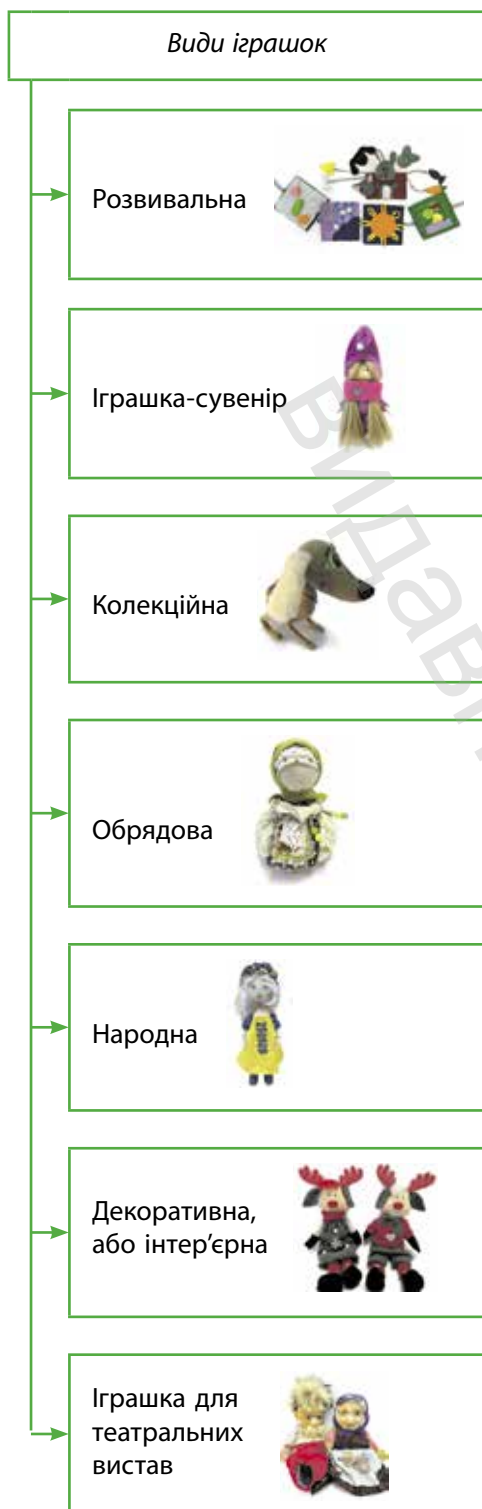 Види іграшок
Розвивальна
Іграшка-сувенір
Колекційна
Обрядова
Народна
Декоративна,
або інтер'єрна
Іграшка для
театральних
вистав